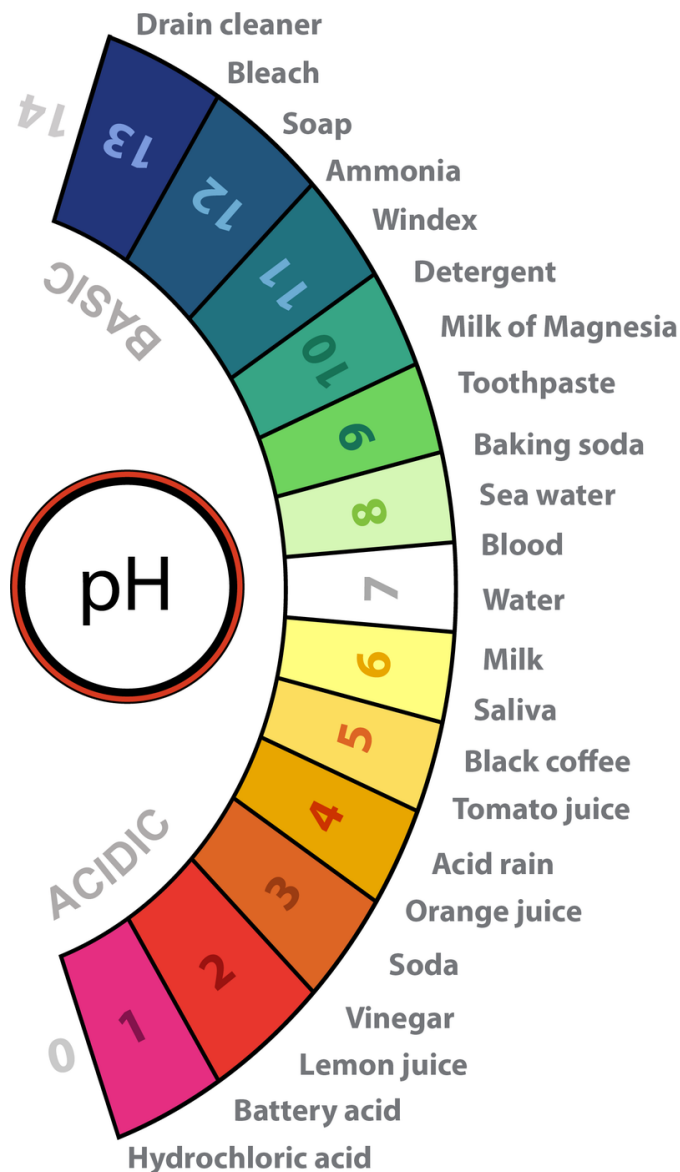 Drain cleaner
14
13
Bleach
Soap
12
Ammonia
Windex
11
Detergent
BASIC
Milk of Magnesia
10
Toothpaste
9
Baking soda
Sea water
8
Blood
pH
7
Water
6
Milk
Saliva
5
Black coffee
4
Tomato juice
ACIDIC
Acid rain
3
Orange juice
Soda
2
Vinegar
1
0
Lemon juice
Battery acid
Hydrochloric acid